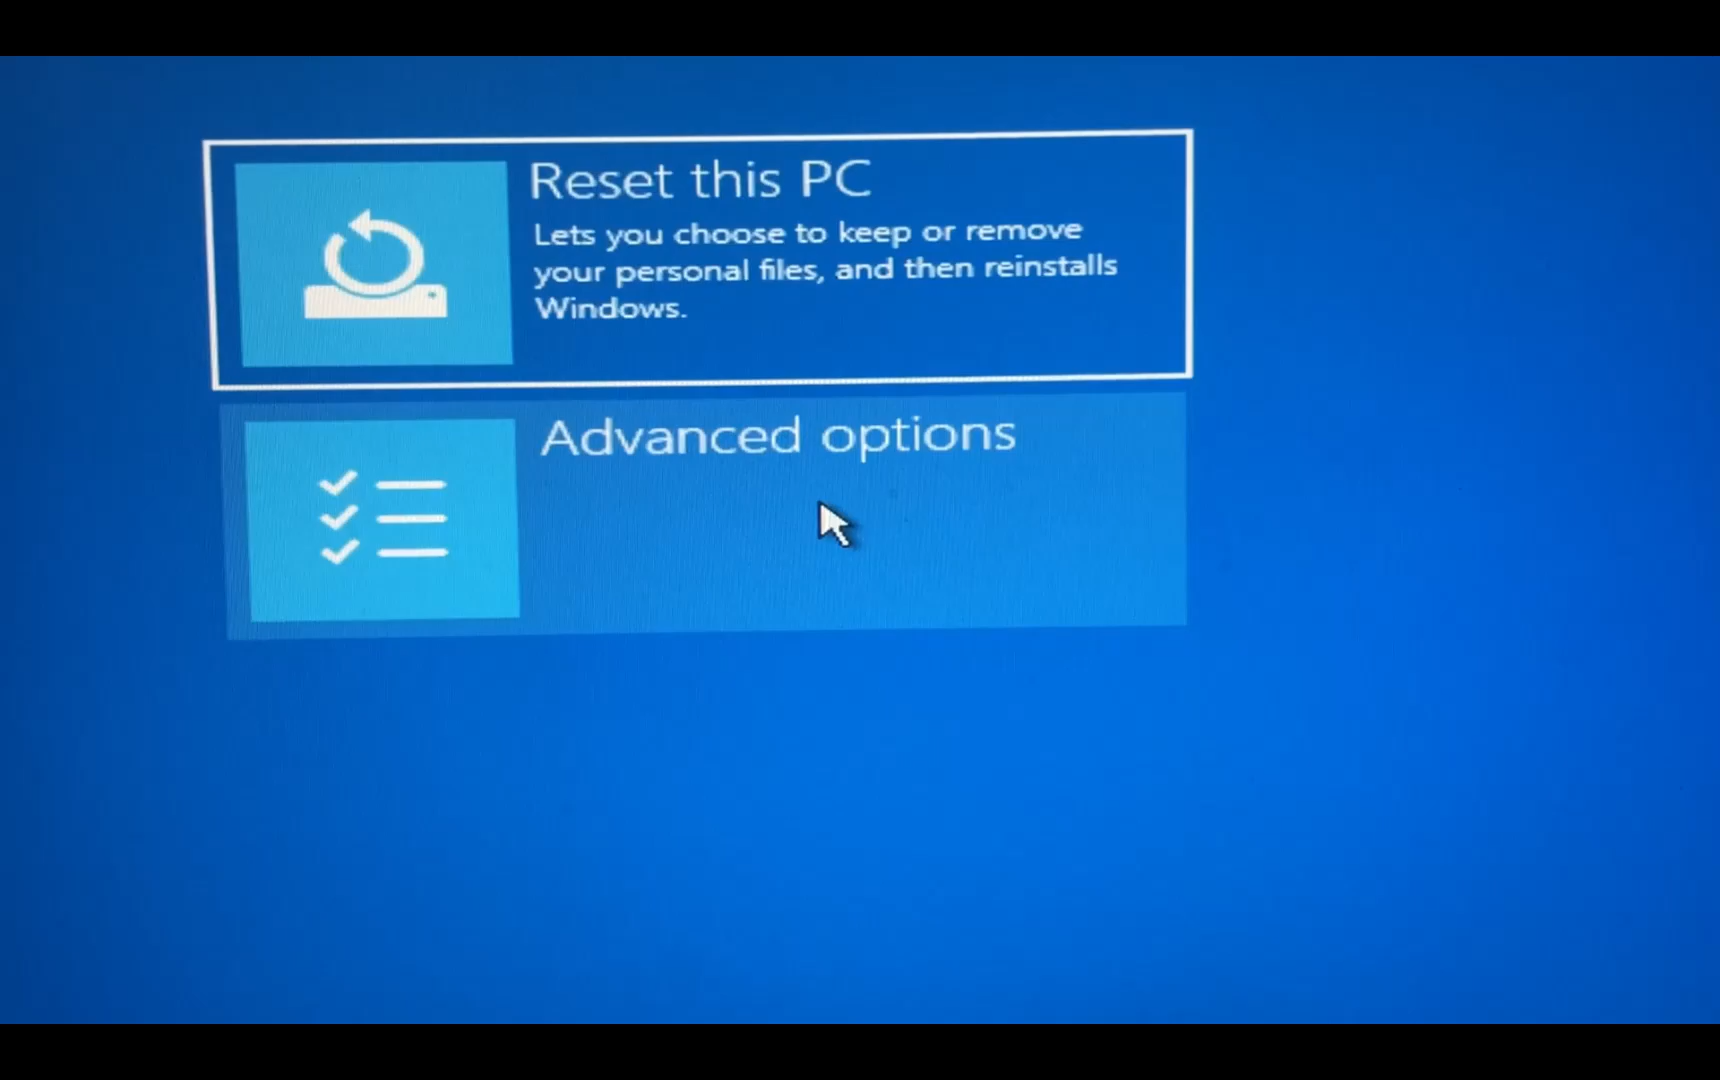 Reset this PC
Lets you choose to keep or remove
your personal files, and then reinstalls
Windows.
Advanced options